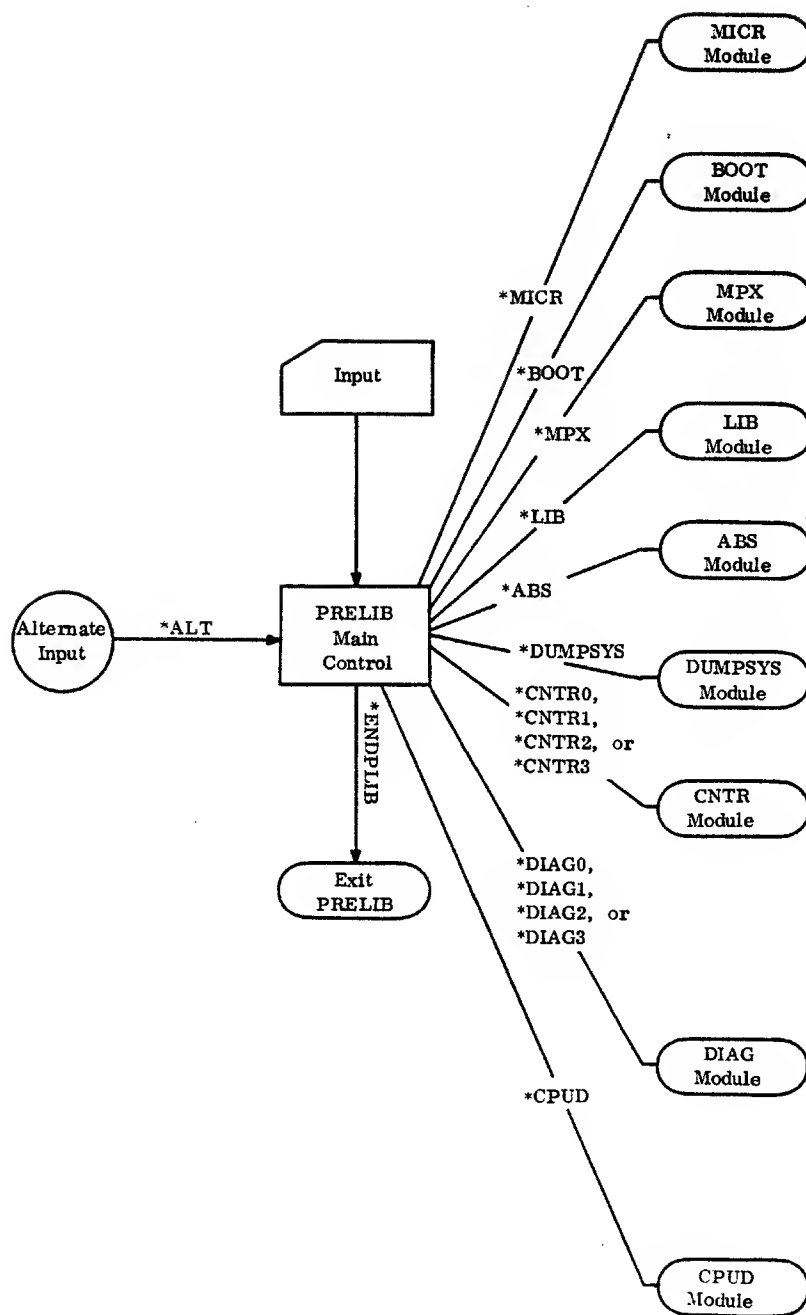 MICR
Module
BOOT
Module
*MICR
MPX
Module
Input
*BOOT
*MPX
LIB
Module
*LIB
ABS
Module
*ABS
Alternate
Input
*ALT
PRELIB
Main
Control
*DUMPSYS
DUMPSYS
Module
*CNTR0,
*CNTR1,
*CNTR2, or
*CNTR3
*ENDPLIB
CNTR
Module
Exit
PRELIB
*DIAG0,
*DIAG1,
*DIAG2, or
*DIAG3
DIAG
Module
*CPUD
CPUD
Module